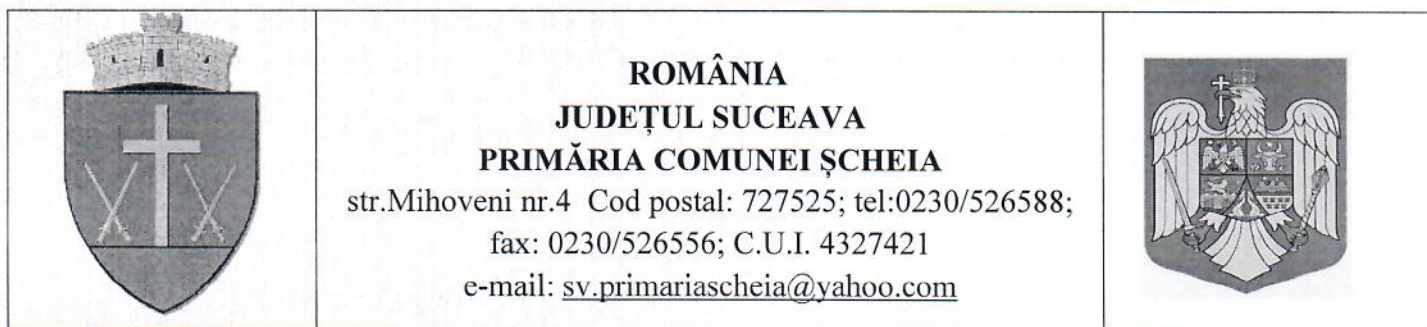 ROMÂNIA
JUDEȚUL SUCEAVA
PRIMĂRIA COMUNEI ȘCHEIA
str.Mihoveni nr.4 Cod postal: 727525; tel:0230/526588;
fax: 0230/526556; C.U.I. 4327421
e-mail: sv.primariascheia@yahoo.com